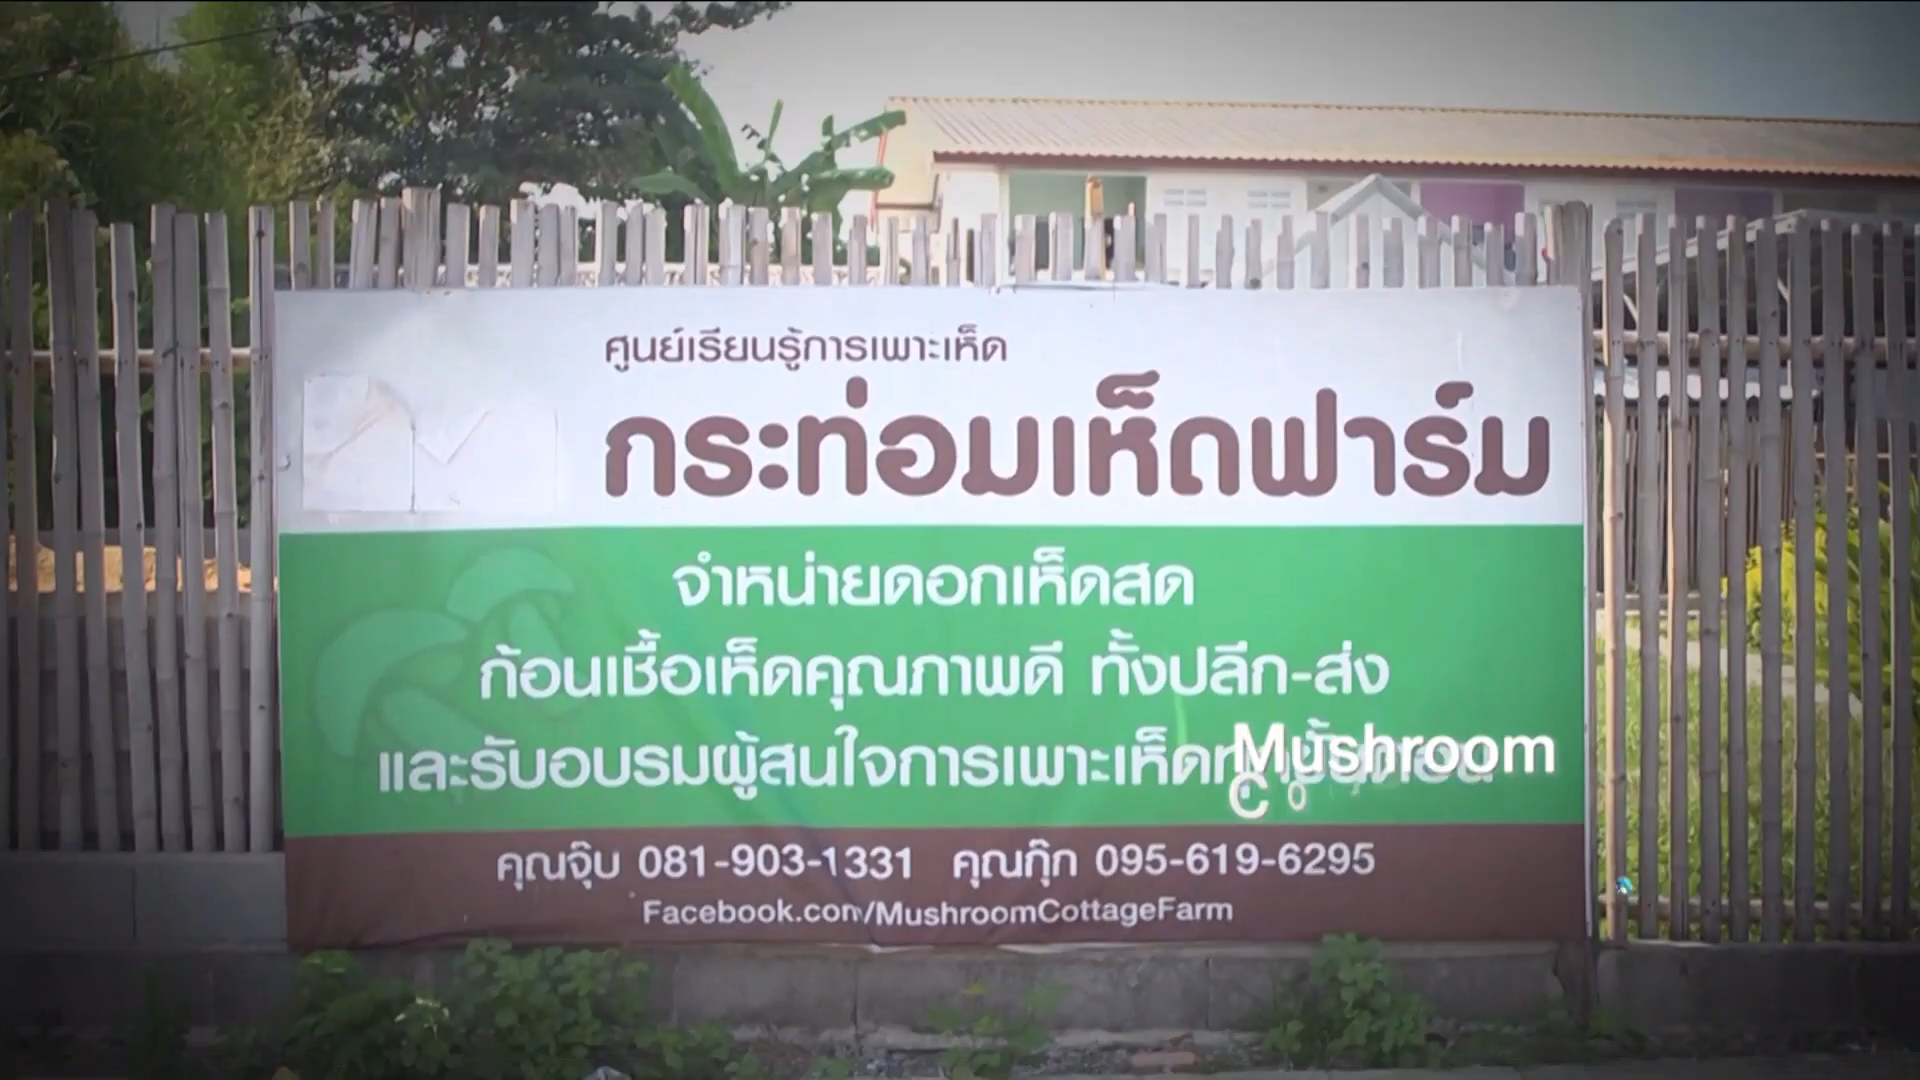 ศูนย์เรียนรู้การเพาะเห็ด
กระท่อมเห็ดฟาร์ม
จำหน่ายดอกเห็ดสด
ก้อนเชื้อเห็ดคุณภาพดี ทั้งปลีก-ส่ง
และรับอบรมผู้สนใจการเพาะเห็ด
Mushroom
คุณจุ๊บ 081-903-1331 คุณกุ๊ก 095-619-6295
Facebook.com/MushroomCottageFarm